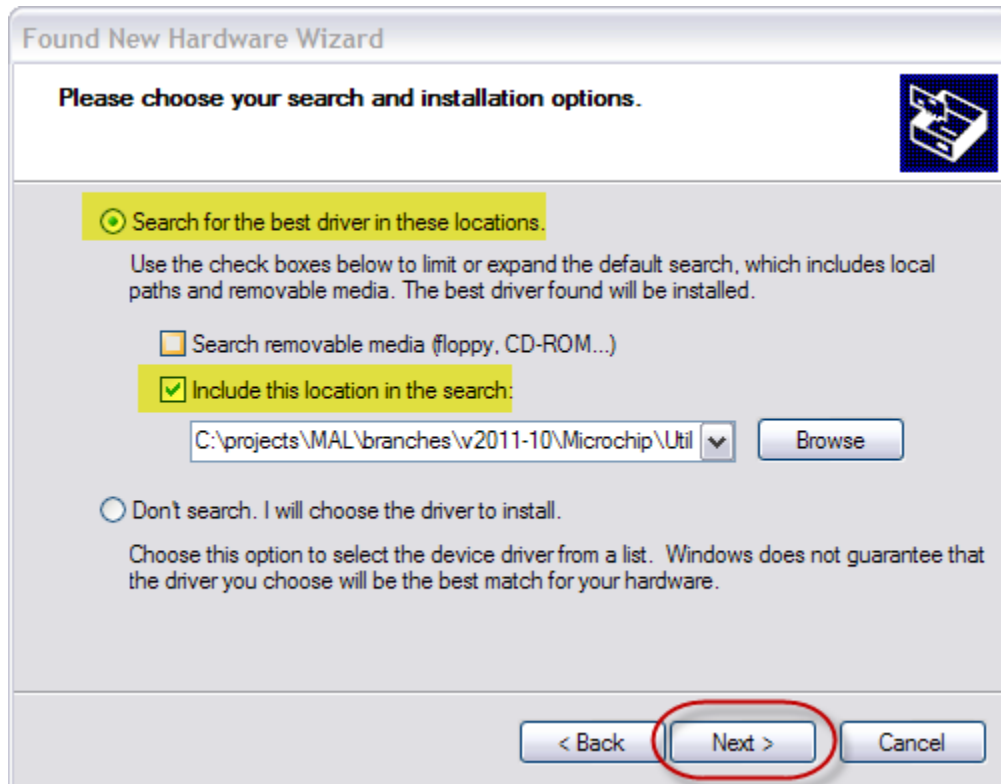 Found New Hardware Wizard
Please choose your search and installation options.
Search for the best driver in these locations.
Use the check boxes below to limit or expand the default search, which includes local
paths and removable media. The best driver found will be installed.
Search removable media (floppy, CD-ROM...)
Include this location in the search:
C:\projects\MAL\branches\v2011-10\Microchip\Util
Browse
Don't search. I will choose the driver to install.
Choose this option to select the device driver from a list.  Windows does not guarantee that
the driver you choose will be the best match for your hardware.
< Back
Next >
Cancel